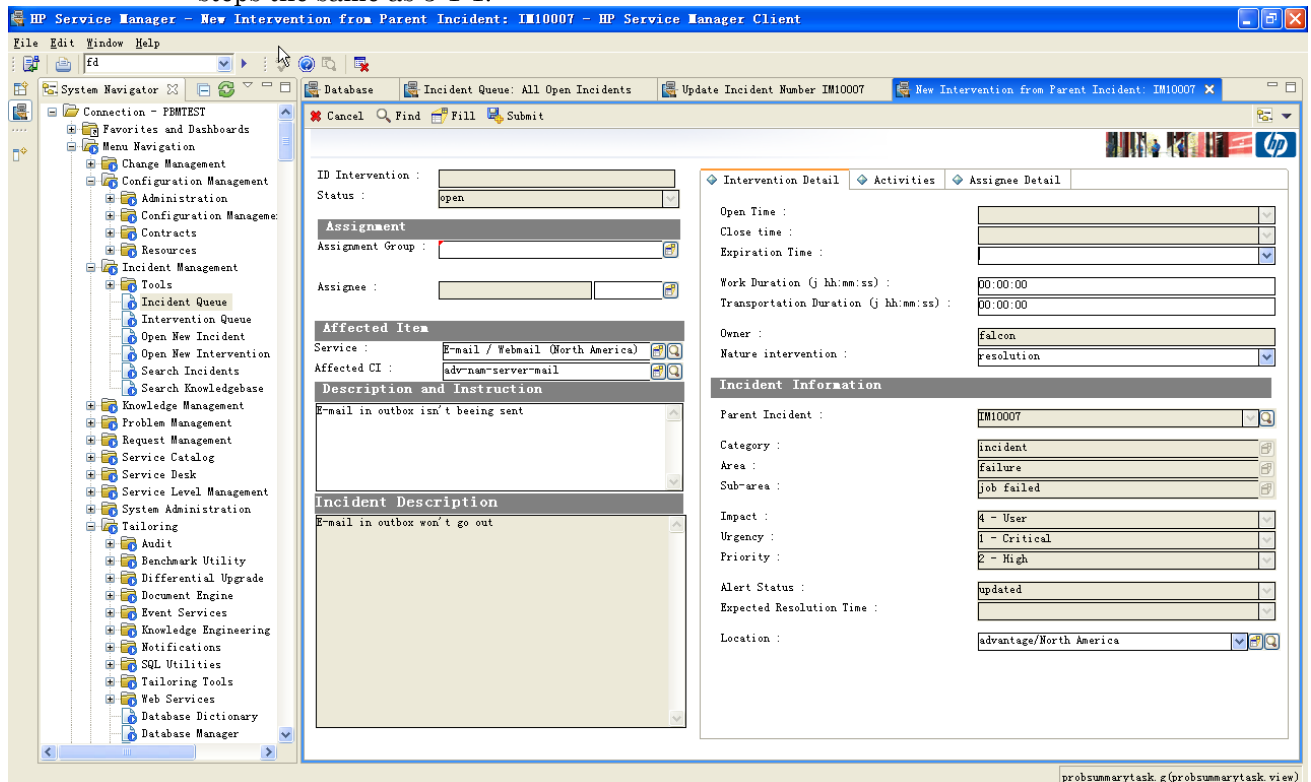 steps the same as 3-1-1.
HP Service Manager - New Intervention from Parent Incident: IM10007 - HP Service Manager Client
File Edit Window Help
fd
System Navigator
Connection - PBMTEST
Favorites and Dashboards
Menu Navigation
Change Management
Configuration Management
Administration
Configuration Manageme
Contracts
Resources
Incident Management
Tools
Incident Queue
Intervention Queue
Open New Incident
Open New Intervention
Search Incidents
Search Knowledgebase
Knowledge Management
Problem Management
Request Management
Service Catalog
Service Desk
Service Level Management
System Administration
Tailoring
Audit
Benchmark Utility
Differential Upgrade
Document Engine
Event Services
Knowledge Engineering
Notifications
SQL Utilities
Tailoring Tools
Web Services
Database Dictionary
Database Manager
Database Incident Queue: All Open Incidents Update Incident Number IM10007 New Intervention from Parent Incident: IM10007
Cancel Find Fill Submit
hp
ID Intervention :
Status : open
Assignment
Assignment Group :
Assignee :
Affected Item
Service : E-mail / Webmail (North America)
Affected CI : adv-nam-server-mail
Description and Instruction
E-mail in outbox isn't beeing sent
Incident Description
E-mail in outbox won't go out
Intervention Detail Activities Assignee Detail
Open Time :
Close time :
Expiration Time :
Work Duration (j hh:mm:ss) : 00:00:00
Transportation Duration (j hh:mm:ss) : 00:00:00
Owner : falcon
Nature intervention : resolution
Incident Information
Parent Incident : IM10007
Category : incident
Area : failure
Sub-area : job failed
Impact : 4 - User
Urgency : 1 - Critical
Priority : 2 - High
Alert Status : updated
Expected Resolution Time :
Location : advantage/North America
probsummarytask.g(probsummarytask.view)